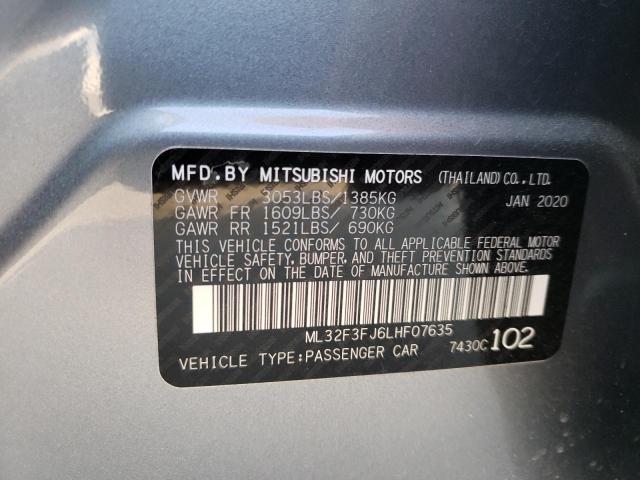 MFD. BY MITSUBISHI MOTORS (THAILAND) CO., LTD.
GVWR 3053LBS/1385KG JAN 2020
GAWR FR 1609LBS/ 730KG
GAWR RR 1521LBS/ 690KG
THIS VEHICLE CONFORMS TO ALL APPLICABLE FEDERAL MOTOR
VEHICLE SAFETY, BUMPER, AND THEFT PREVENTION STANDARDS
IN EFFECT ON THE DATE OF MANUFACTURE SHOWN ABOVE.
ML32F3FJ6LHF07635
VEHICLE TYPE:PASSENGER CAR 7430C 102